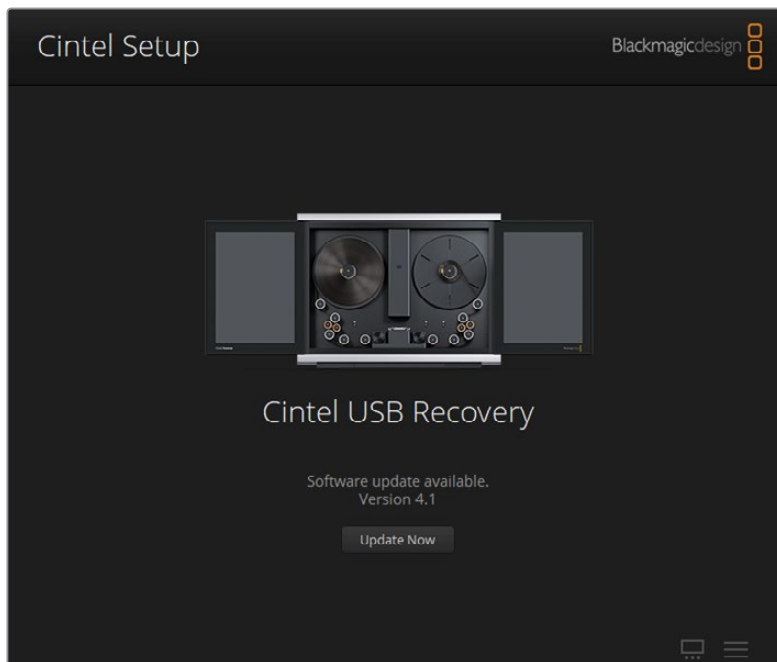 Cintel Setup
Blackmagicdesign
Cintel USB Recovery
Software update available.
Version 4.1
Update Now